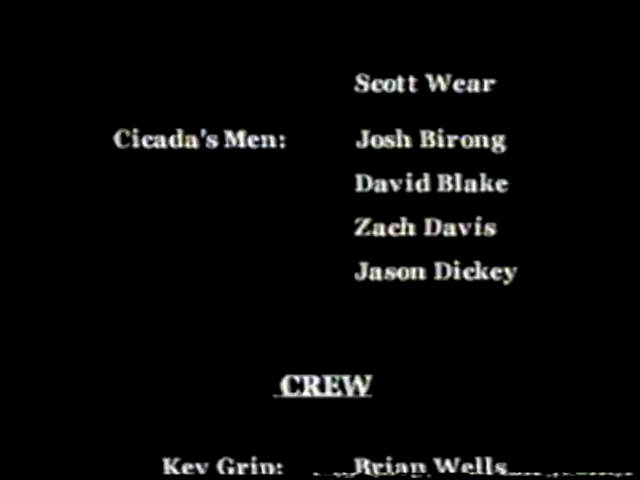 Scott Wear
Cicada's Men: Josh Birong
David Blake
Zach Davis
Jason Dickey
CREW
Key Grip: Brian Wells